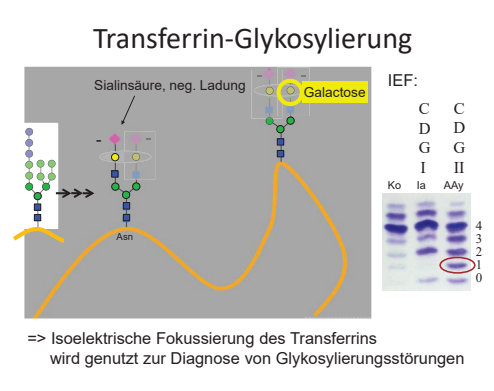 Transferrin-Glykosylierung
Sialinsäure, neg. Ladung
Galactose
IEF:
C C
D D
G G
I II
Ko Ia AAy
- -
- -
Asn
4
3
2
1
0
=> Isoelektrische Fokussierung des Transferrins
wird genutzt zur Diagnose von Glykosylierungsstörungen